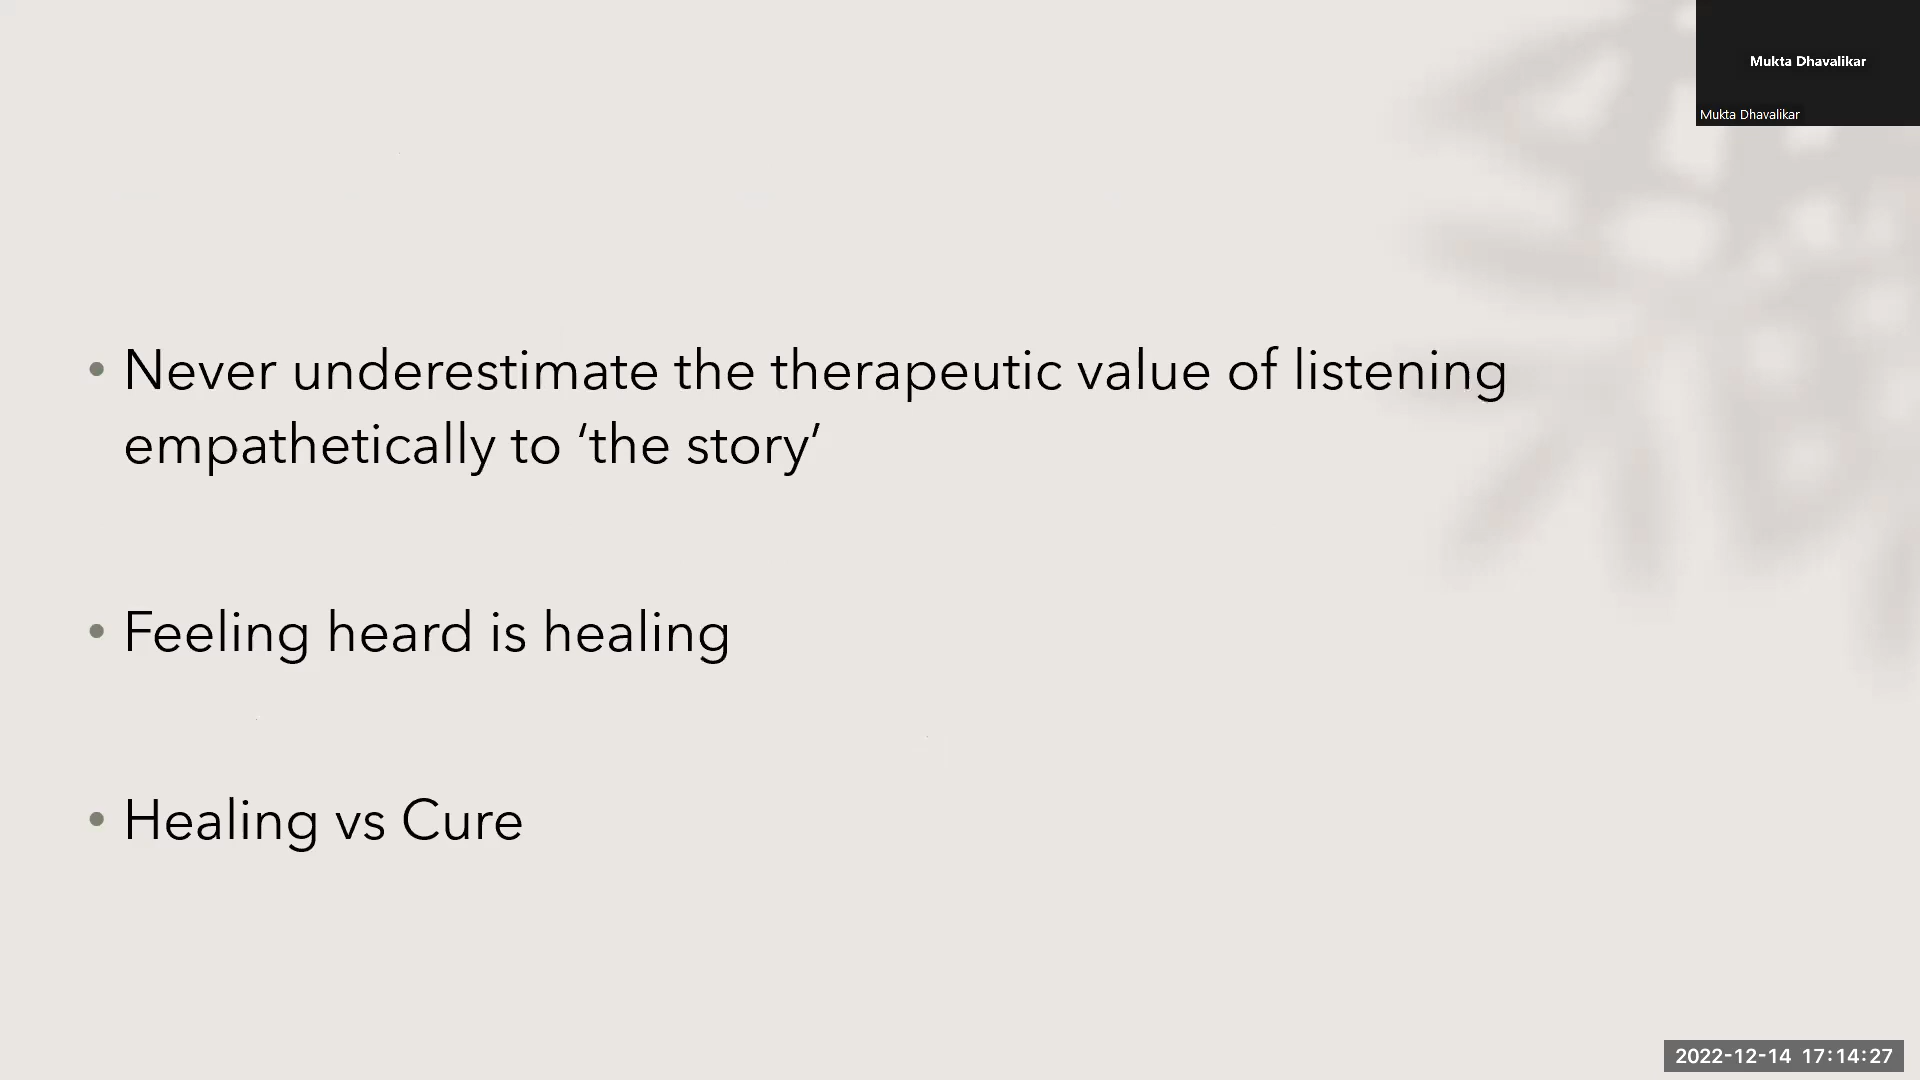 Mukta Dhavalikar
Mukta Dhavalikar
• Never underestimate the therapeutic value of listening
empathetically to ‘the story’
• Feeling heard is healing
• Healing vs Cure
2022-12-14 17:14:27